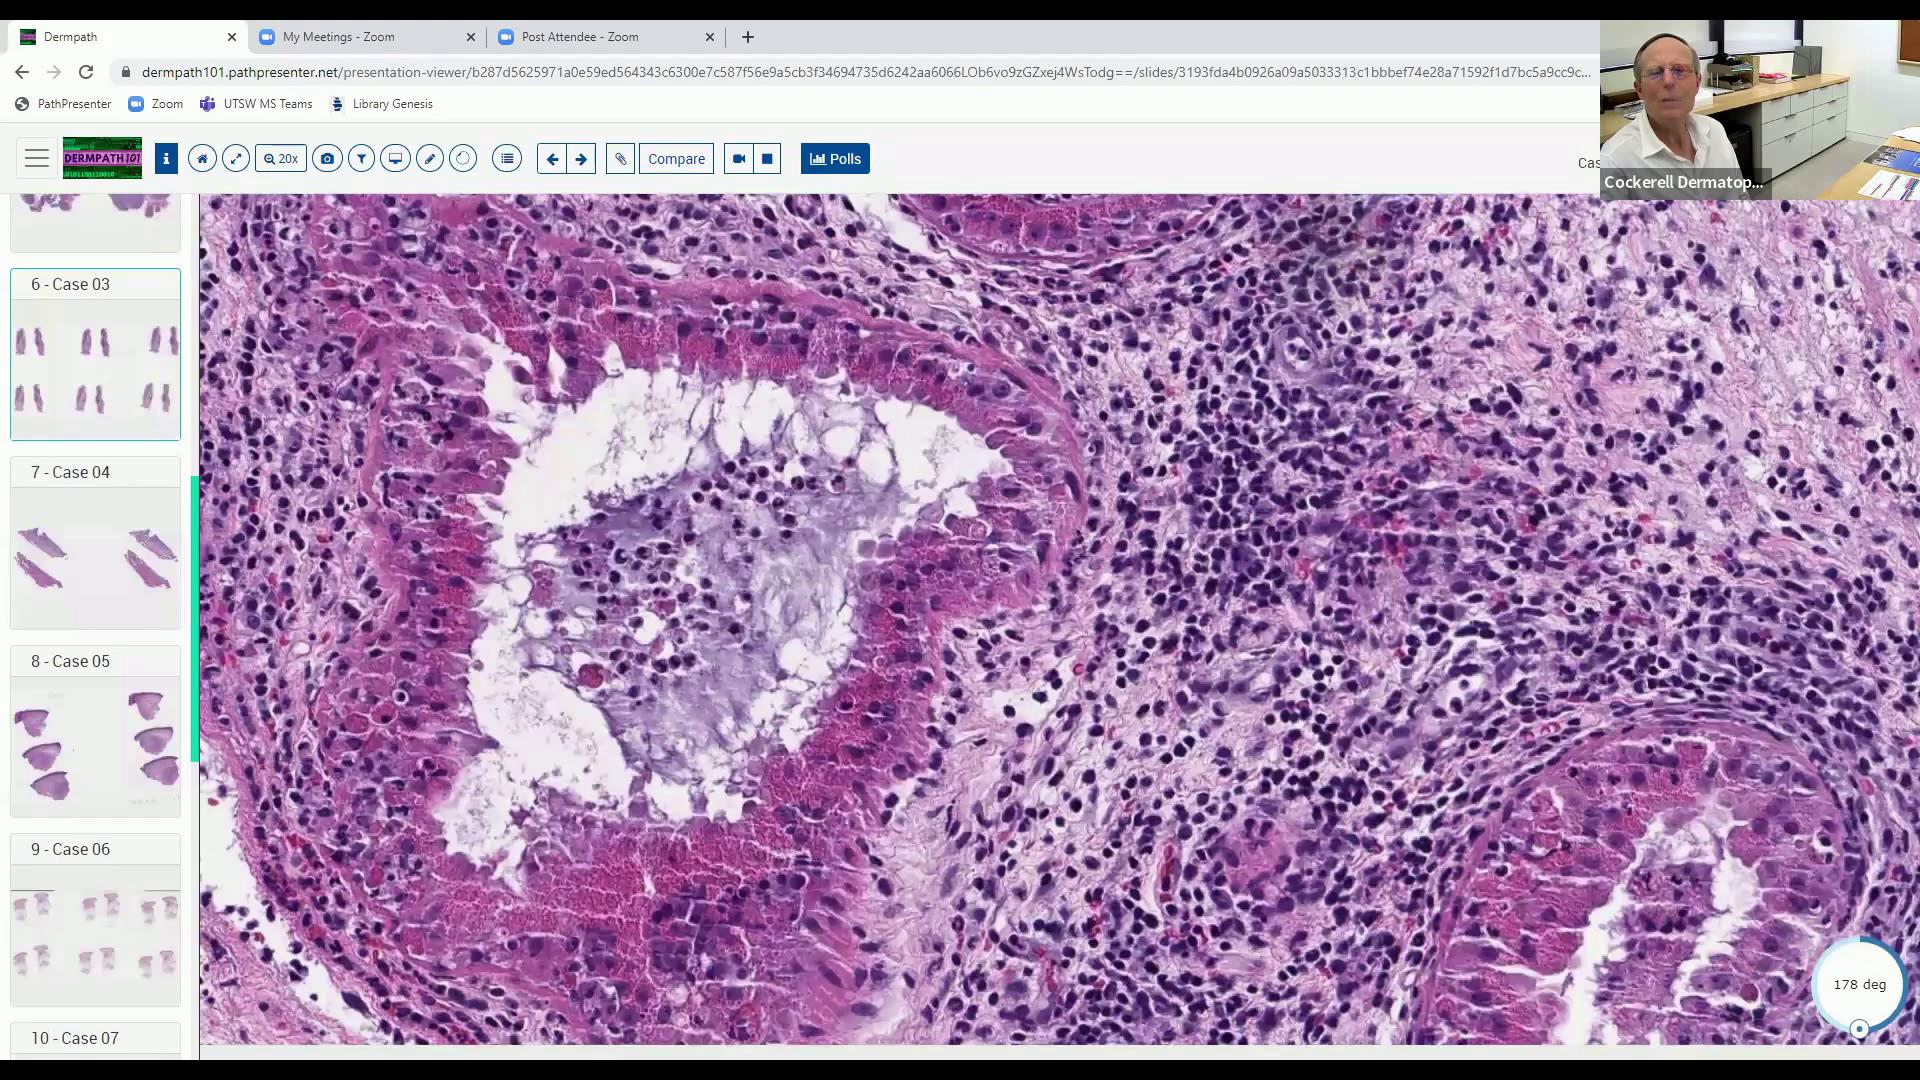 Dermpath
My Meetings - Zoom
Post Attendee - Zoom
dermpath101.pathpresenter.net/presentation-viewer/b287d5625971a0e59ed564343c6300e7c587f56e9a5cb3f34694735d6242aa6066LOb6vo9zGZxej4WsTodg==/slides/3193fda4b0926a09a5033313c1bbbef74e28a71592f1d7bc5a9cc9c...
PathPresenter
Zoom
UTSW MS Teams
Library Genesis
DERMPATH 101
i
20x
Compare
Polls
Cas
Cockerell Dermatop...
6 - Case 03
7 - Case 04
8 - Case 05
9 - Case 06
10 - Case 07
178 deg